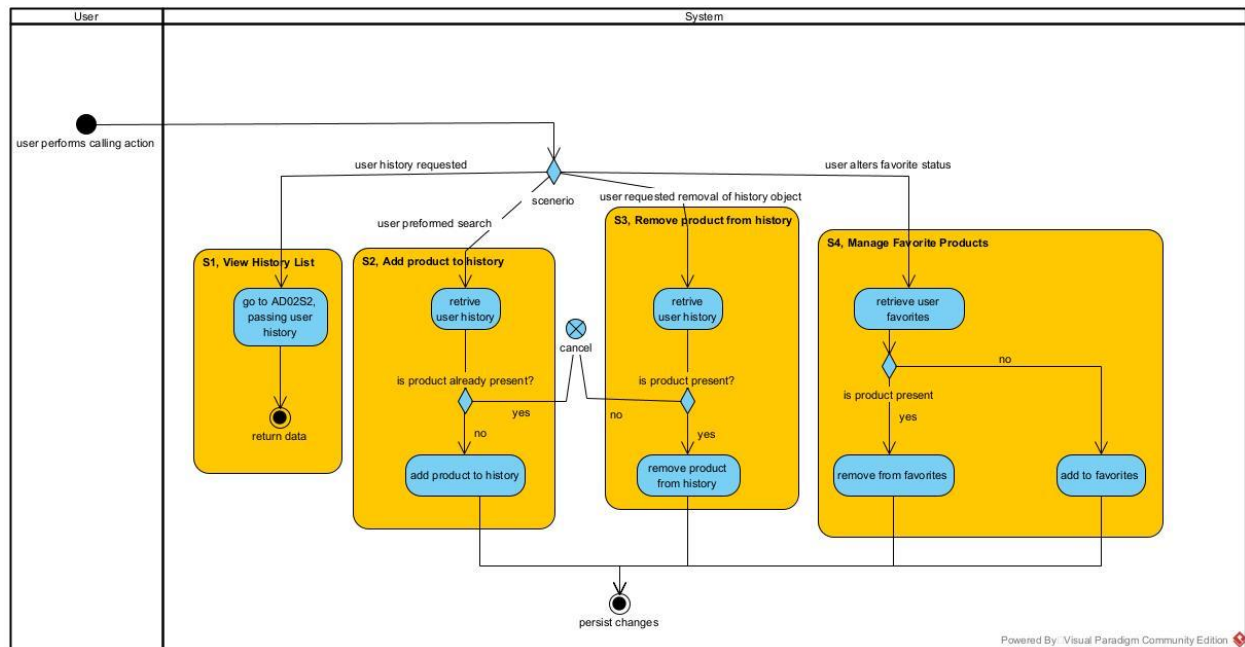 User
System
user performs calling action
user history requested
user alters favorite status
scenerio
user requested removal of history object
user preformed search
S3, Remove product from history
S4, Manage Favorite Products
S1, View History List
S2, Add product to history
go to AD02S2,
passing user
history
retrive
user history
retrive
user history
retrieve user
favorites
cancel
no
is product already present?
is product present?
is product present
yes
no
yes
return data
no
yes
add product to history
remove product
from history
remove from favorites
add to favorites
persist changes
Powered By Visual Paradigm Community Edition